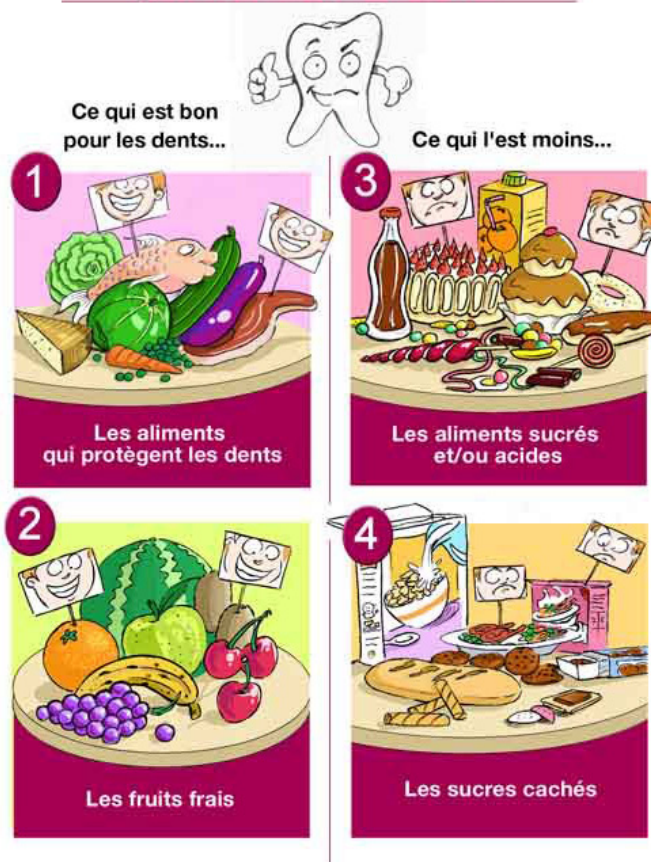 Ce qui est bon
pour les dents...
1
Les aliments
qui protègent les dents
2
Les fruits frais
Ce qui l'est moins...
3
Les aliments sucrés
et/ou acides
4
Les sucres cachés